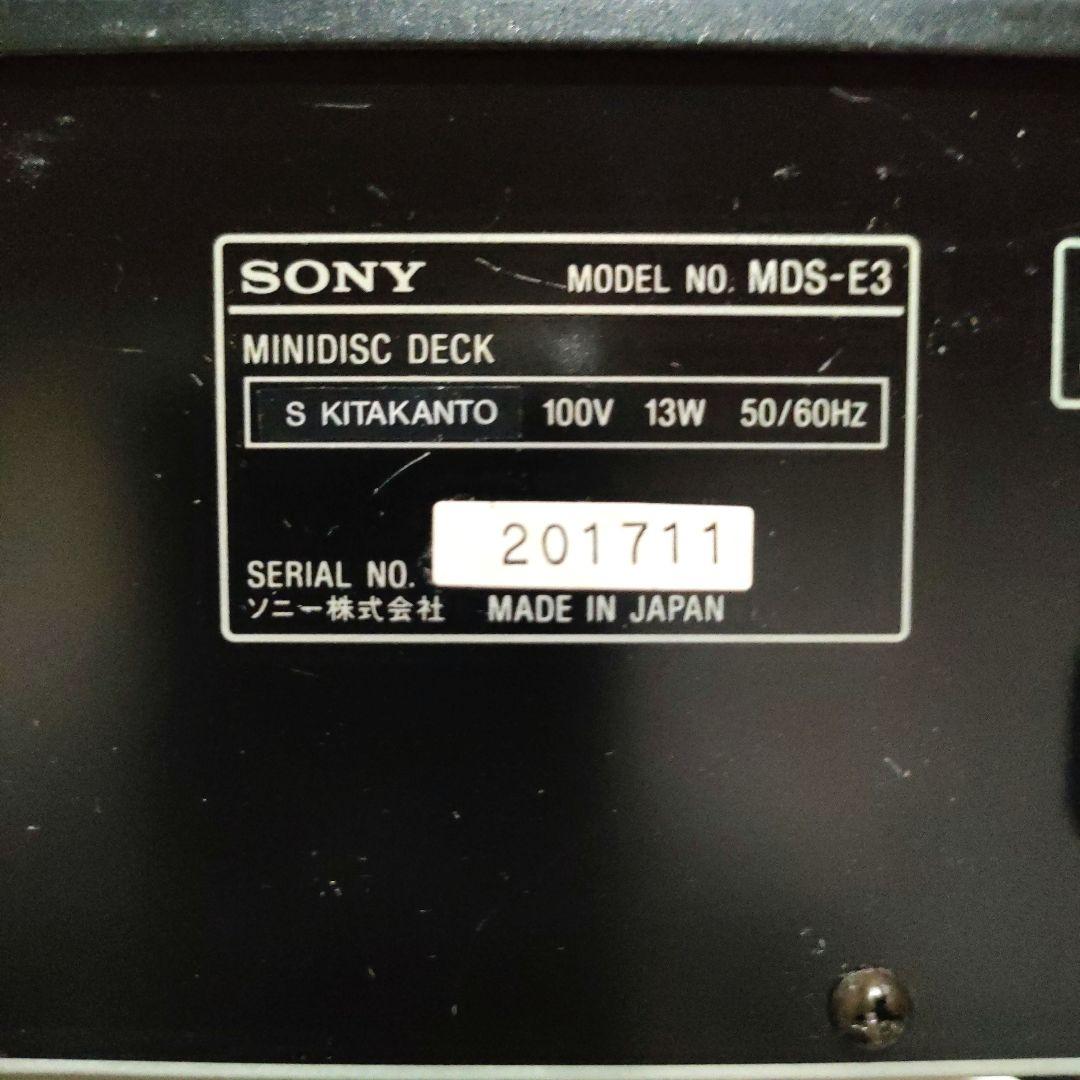 SONY MODEL NO. MDS-E3
MINIDISC DECK
S KITAKANTO 100V 13W 50/60Hz
201711
SERIAL NO.
ソニー株式会社 MADE IN JAPAN